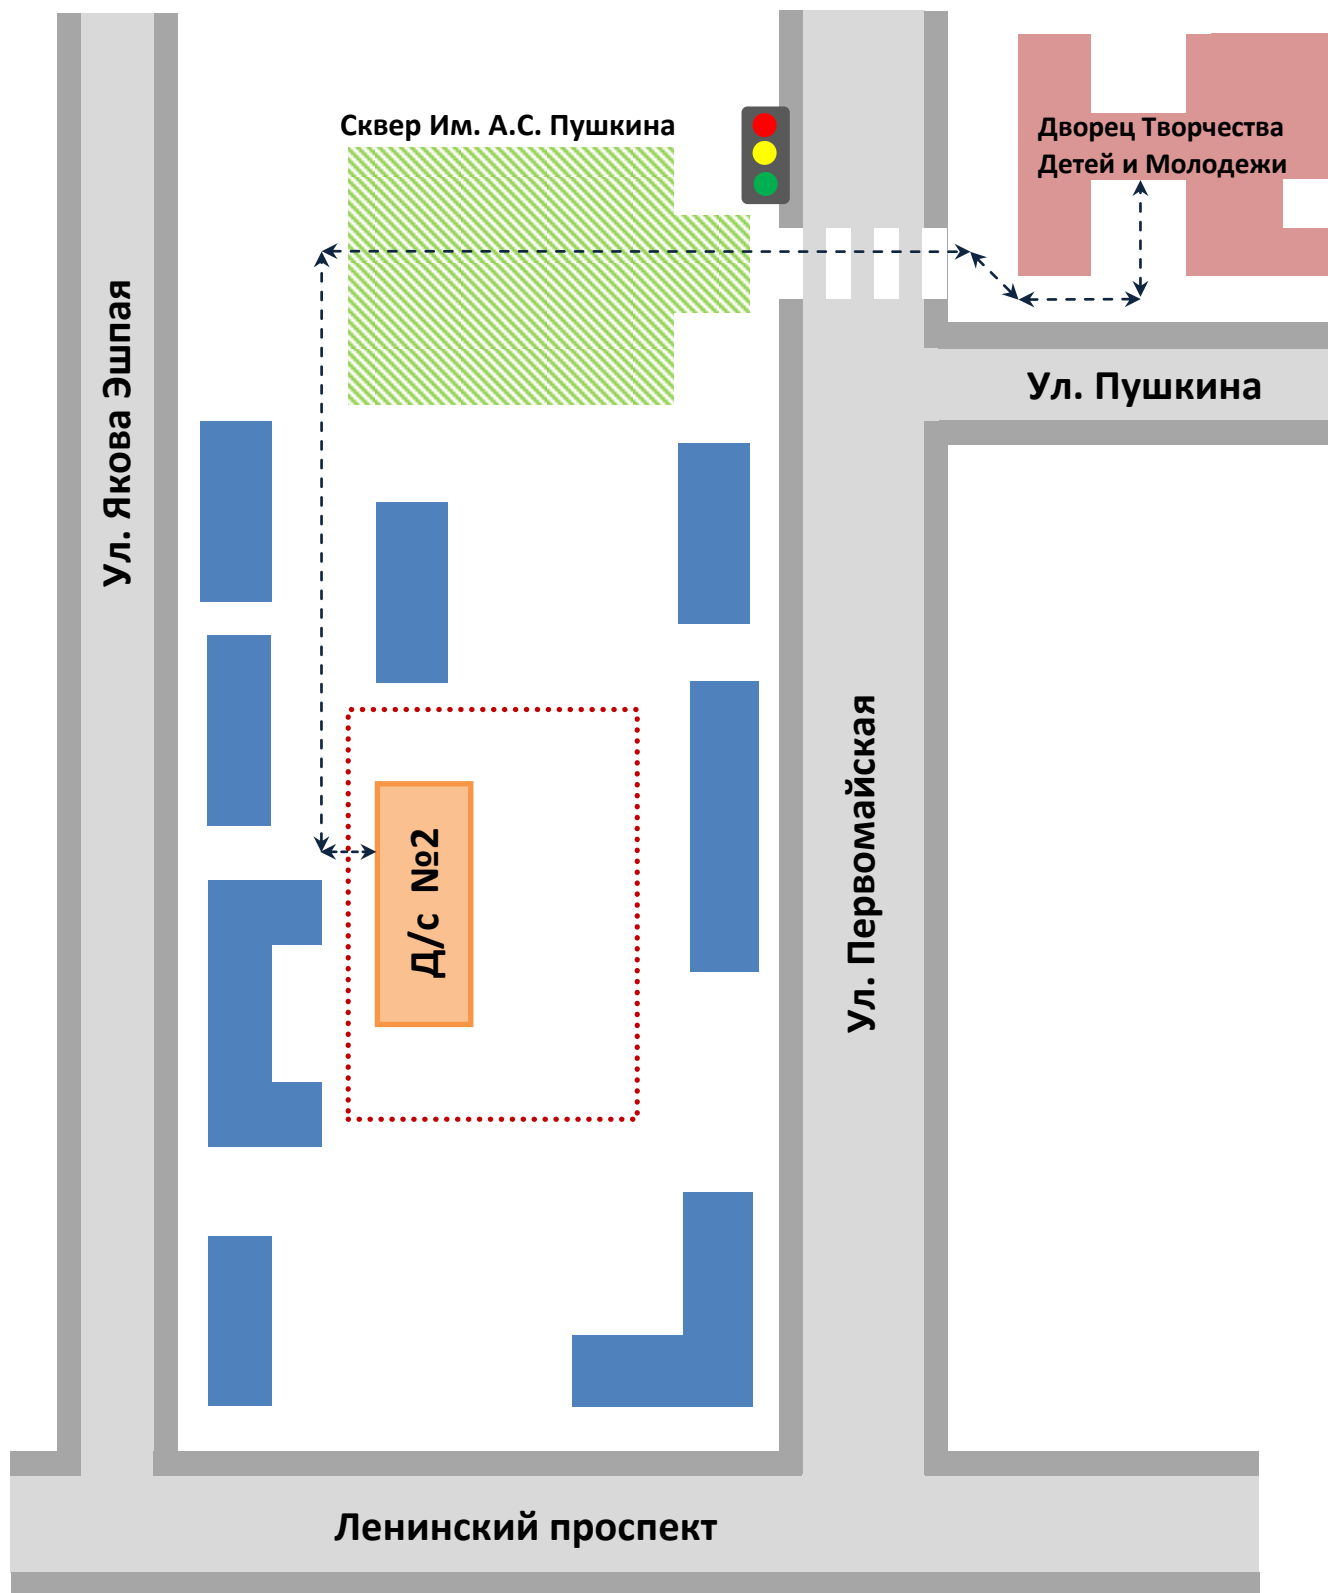 Сквер Им. А.С. Пушкина
Дворец Творчества
Детей и Молодежи
Ул. Пушкина
Ул. Якова Эшпая
Ул. Первомайская
Д/с №2
Ленинский проспект